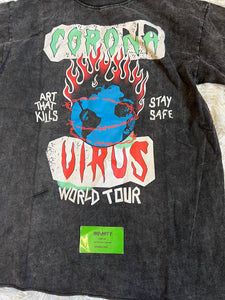 CORONA
ART
THAT
KILLS
STAY
SAFE
VIRUS
WORLD TOUR